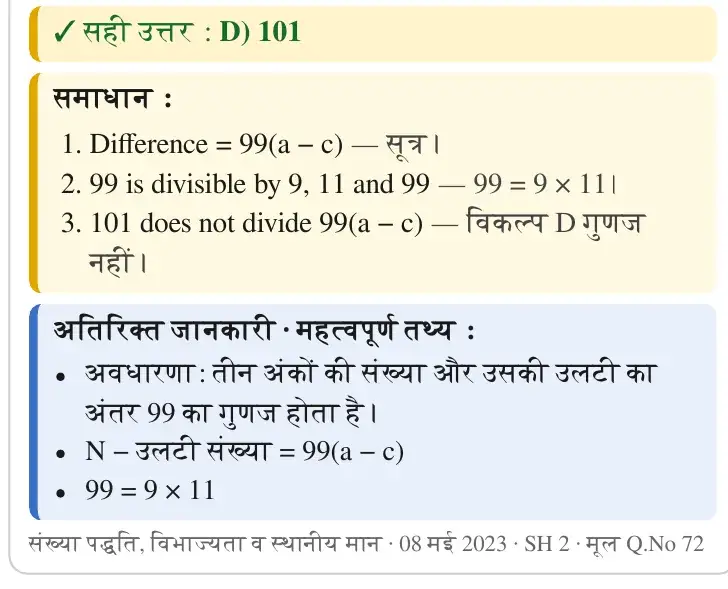 ✓ सही उत्तर : D) 101
समाधान :
1. Difference = 99(a − c) — सूत्र।
2. 99 is divisible by 9, 11 and 99 — 99 = 9 × 11।
3. 101 does not divide 99(a − c) — विकल्प D गुणज
नहीं।
अतिरिक्त जानकारी · महत्वपूर्ण तथ्य :
• अवधारणा : तीन अंकों की संख्या और उसकी उलटी का
अंतर 99 का गुणज होता है।
• N − उलटी संख्या = 99(a − c)
• 99 = 9 × 11
संख्या पद्धति, विभाज्यता व स्थानीय मान · 08 मई 2023 · SH 2 · मूल Q.No 72